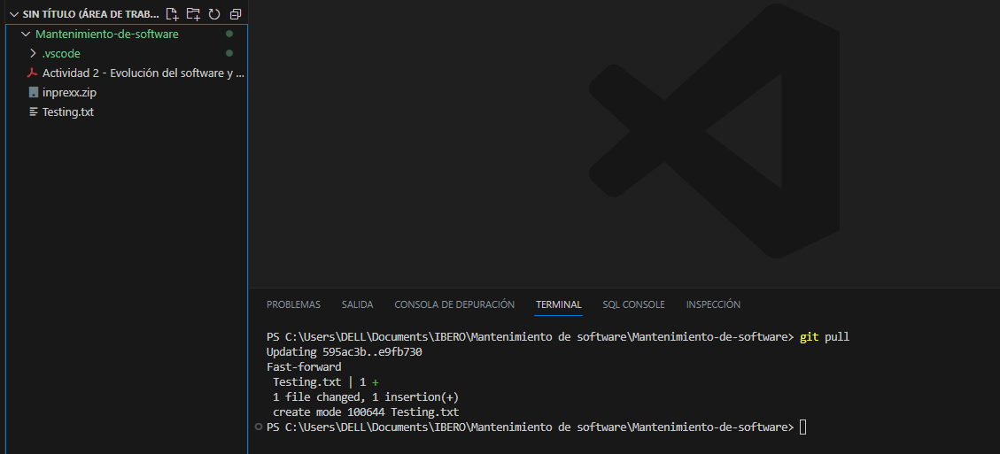 SIN TÍTULO (ÁREA DE TRAB...
Mantenimiento-de-software
.vscode
Actividad 2 - Evolución del software y ...
inprexx.zip
Testing.txt
PROBLEMAS SALIDA CONSOLA DE DEPURACIÓN TERMINAL SQL CONSOLE INSPECCIÓN
PS C:\Users\DELL\Documents\IBERO\Mantenimiento de software\Mantenimiento-de-software> git pull
Updating 595ac3b..e9fb730
Fast-forward
 Testing.txt | 1 +
 1 file changed, 1 insertion(+)
 create mode 100644 Testing.txt
PS C:\Users\DELL\Documents\IBERO\Mantenimiento de software\Mantenimiento-de-software>